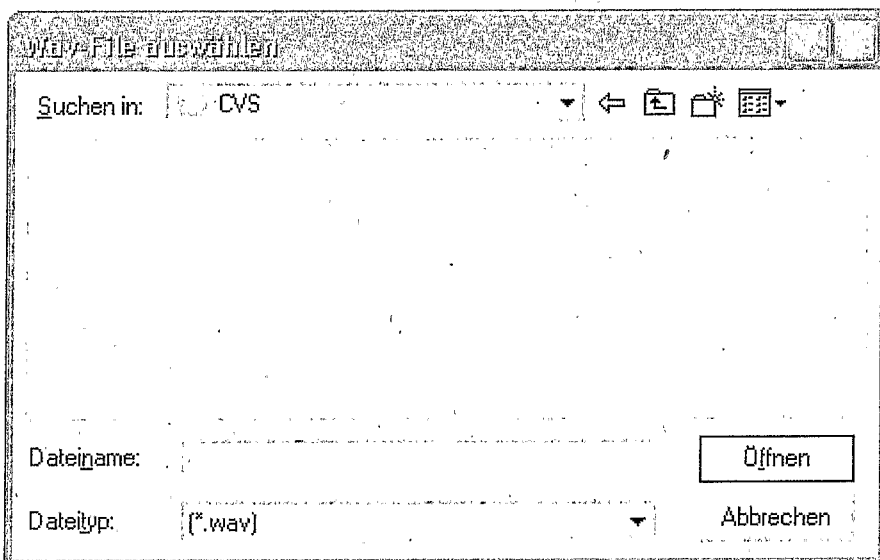 Wav-File auswählen
Suchen in: CVS
Dateiname:
Öffnen
Dateityp: (*.wav)
Abbrechen